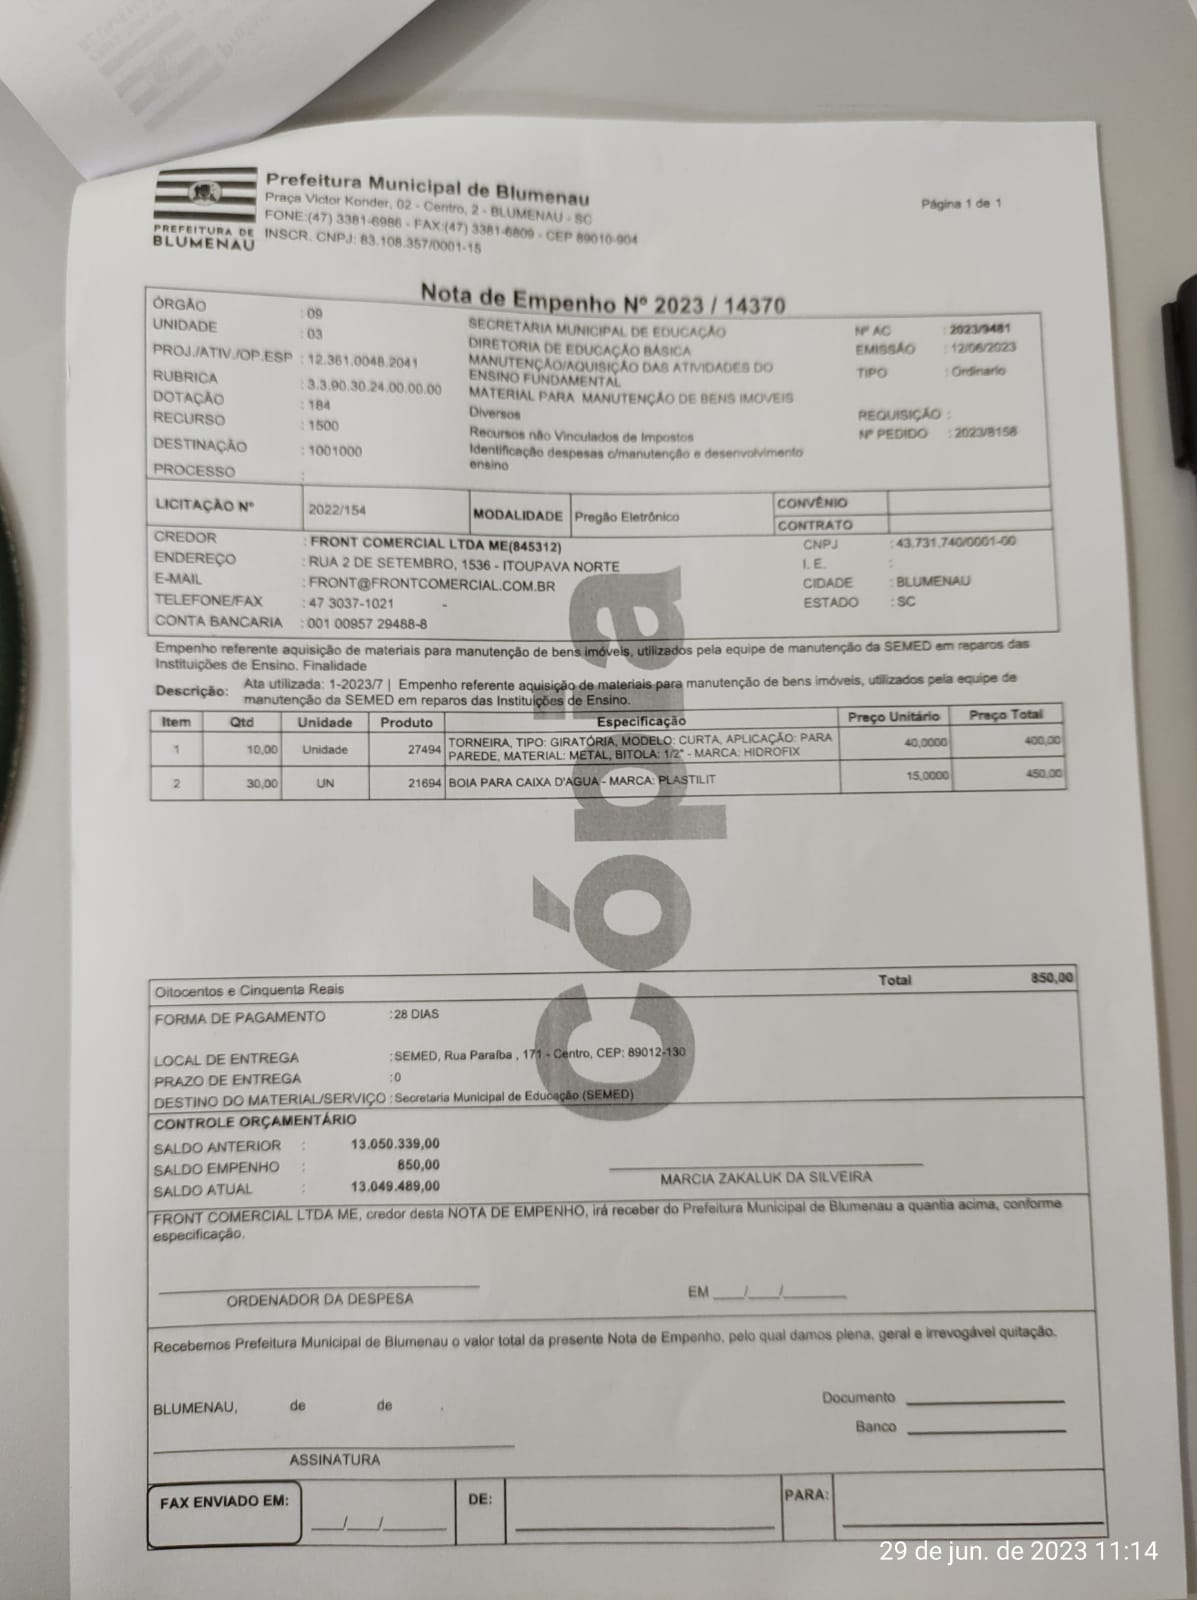 Prefeitura Municipal de Blumenau
Praça Victor Konder, 02 - Centro, 2 - BLUMENAU - SC
FONE:(47) 3381-6986 - FAX:(47) 3381-6809 - CEP 89010-904
INSCR. CNPJ: 83.108.357/0001-15
PREFEITURA DE
BLUMENAU
Página 1 de 1
Nota de Empenho Nº 2023 / 14370
ÓRGÃO : 09 SECRETARIA MUNICIPAL DE EDUCAÇÃO Nº AC : 2023/9481
UNIDADE : 03 DIRETORIA DE EDUCAÇÃO BÁSICA EMISSÃO : 12/06/2023
PROJ./ATIV./OP.ESP : 12.361.0048.2041 MANUTENÇÃO/AQUISIÇÃO DAS ATIVIDADES DO TIPO : Ordinario
ENSINO FUNDAMENTAL
RUBRICA : 3.3.90.30.24.00.00.00 MATERIAL PARA MANUTENÇÃO DE BENS IMOVEIS
DOTAÇÃO : 184 Diversos REQUISIÇÃO :
RECURSO : 1500 Recursos não Vinculados de Impostos Nº PEDIDO : 2023/8158
DESTINAÇÃO : 1001000 Identificação despesas c/manutenção e desenvolvimento
ensino
PROCESSO :
LICITAÇÃO Nº 2022/154 MODALIDADE Pregão Eletrônico CONVÊNIO
CONTRATO
CREDOR : FRONT COMERCIAL LTDA ME(845312) CNPJ : 43.731.740/0001-00
ENDEREÇO : RUA 2 DE SETEMBRO, 1536 - ITOUPAVA NORTE I. E. :
E-MAIL : FRONT@FRONTCOMERCIAL.COM.BR CIDADE : BLUMENAU
TELEFONE/FAX : 47 3037-1021 - ESTADO : SC
CONTA BANCARIA : 001 00957 29488-8
Empenho referente aquisição de materiais para manutenção de bens imóveis, utilizados pela equipe de manutenção da SEMED em reparos das
Instituições de Ensino. Finalidade
Descrição: Ata utilizada: 1-2023/7 | Empenho referente aquisição de materiais para manutenção de bens imóveis, utilizados pela equipe de
manutenção da SEMED em reparos das Instituições de Ensino.
Item Qtd Unidade Produto Especificação Preço Unitário Preço Total
1 10,00 Unidade 27494 TORNEIRA, TIPO: GIRATÓRIA, MODELO: CURTA, APLICAÇÃO: PARA 40,0000 400,00
PAREDE, MATERIAL: METAL, BITOLA: 1/2" - MARCA: HIDROFIX
2 30,00 UN 21694 BOIA PARA CAIXA D'AGUA - MARCA: PLASTILIT 15,0000 450,00
Cópia
Oitocentos e Cinquenta Reais Total 850,00
FORMA DE PAGAMENTO :28 DIAS
LOCAL DE ENTREGA :SEMED, Rua Paraíba , 171 - Centro, CEP: 89012-130
PRAZO DE ENTREGA :0
DESTINO DO MATERIAL/SERVIÇO : Secretaria Municipal de Educação (SEMED)
CONTROLE ORÇAMENTÁRIO
SALDO ANTERIOR : 13.050.339,00
SALDO EMPENHO : 850,00
SALDO ATUAL : 13.049.489,00
MARCIA ZAKALUK DA SILVEIRA
FRONT COMERCIAL LTDA ME, credor desta NOTA DE EMPENHO, irá receber do Prefeitura Municipal de Blumenau a quantia acima, conforme
especificação.
ORDENADOR DA DESPESA EM ___/___/______
Recebemos Prefeitura Municipal de Blumenau o valor total da presente Nota de Empenho, pelo qual damos plena, geral e irrevogável quitação.
BLUMENAU, de de .
Documento
Banco
ASSINATURA
FAX ENVIADO EM: ___/___/______ DE: PARA:
29 de jun. de 2023 11:14